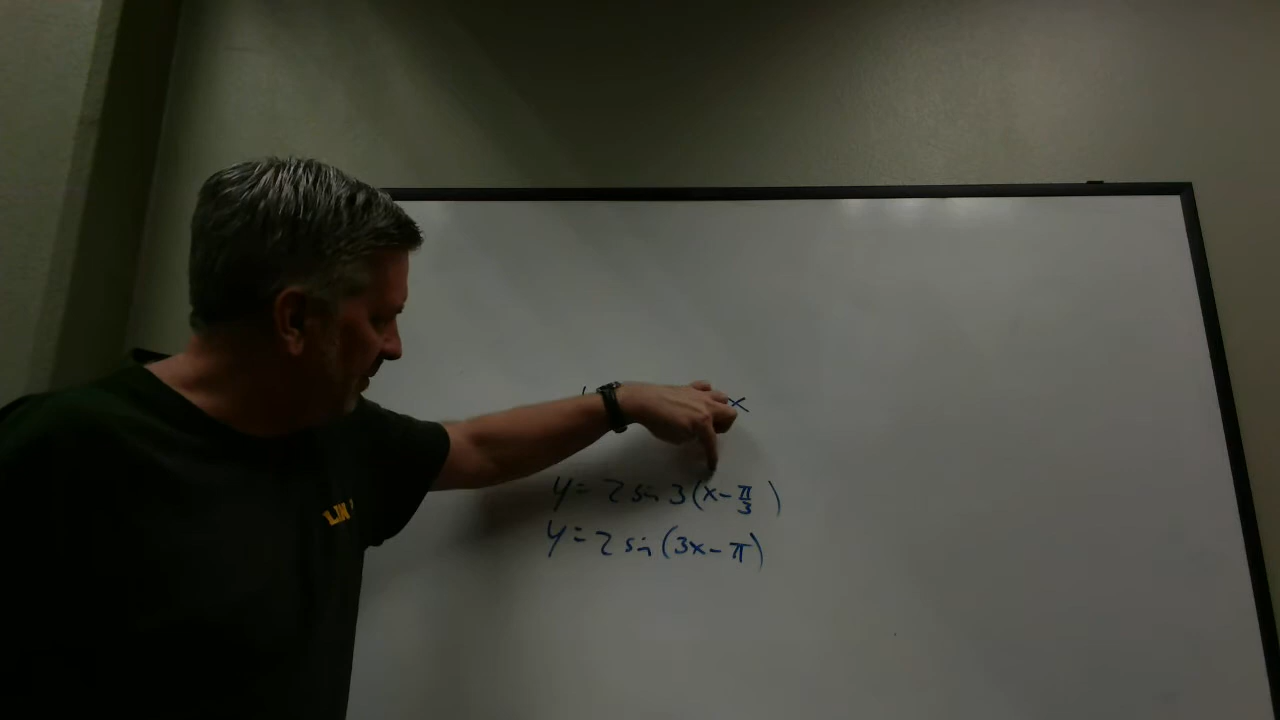 x
y = 2 sin 3(x - π/3)
y = 2 sin (3x - π)